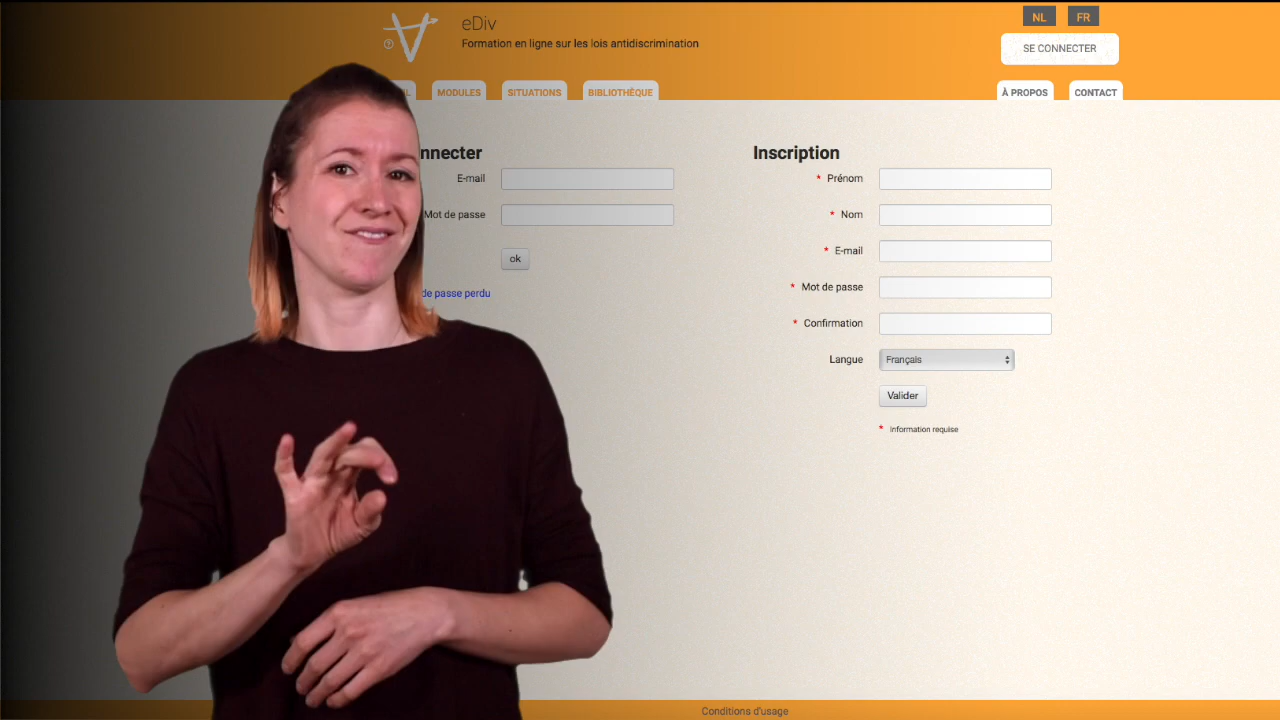 eDiv
Formation en ligne sur les lois antidiscrimination
NL FR
SE CONNECTER
MODULES SITUATIONS BIBLIOTHÈQUE À PROPOS CONTACT
Inscription
E-mail
Mot de passe
ok
de passe perdu
* Prénom
* Nom
* E-mail
* Mot de passe
* Confirmation
Langue Français
Valider
* Information requise
Conditions d'usage